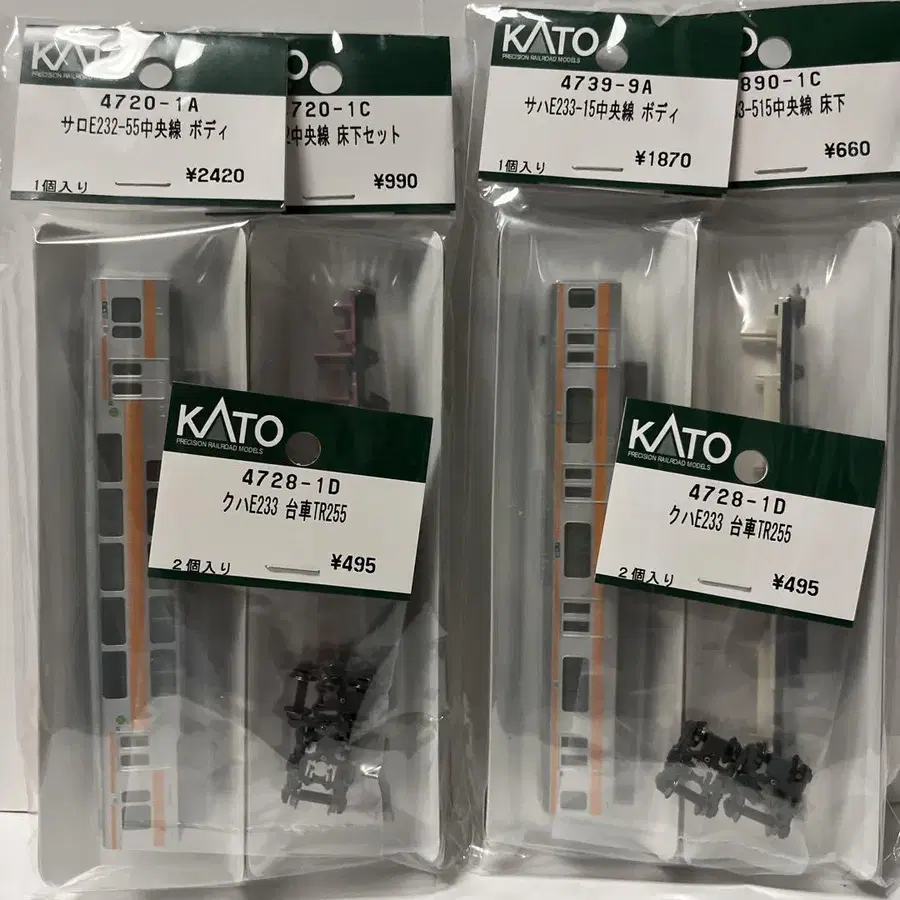 KATO
PRECISION RAILROAD MODELS
4720-1A
サロE232-55中央線 ボディ
1個入り
¥2420
O
720-1C
2中央線 床下セット
¥990
KATO
PRECISION RAILROAD MODELS
4739-9A
サハE233-15中央線 ボディ
1個入り
¥1870
O
890-1C
33-515中央線 床下
¥660
KATO
PRECISION RAILROAD MODELS
4728-1D
クハE233 台車TR255
2個入り
¥495
KATO
PRECISION RAILROAD MODELS
4728-1D
クハE233 台車TR255
2個入り
¥495